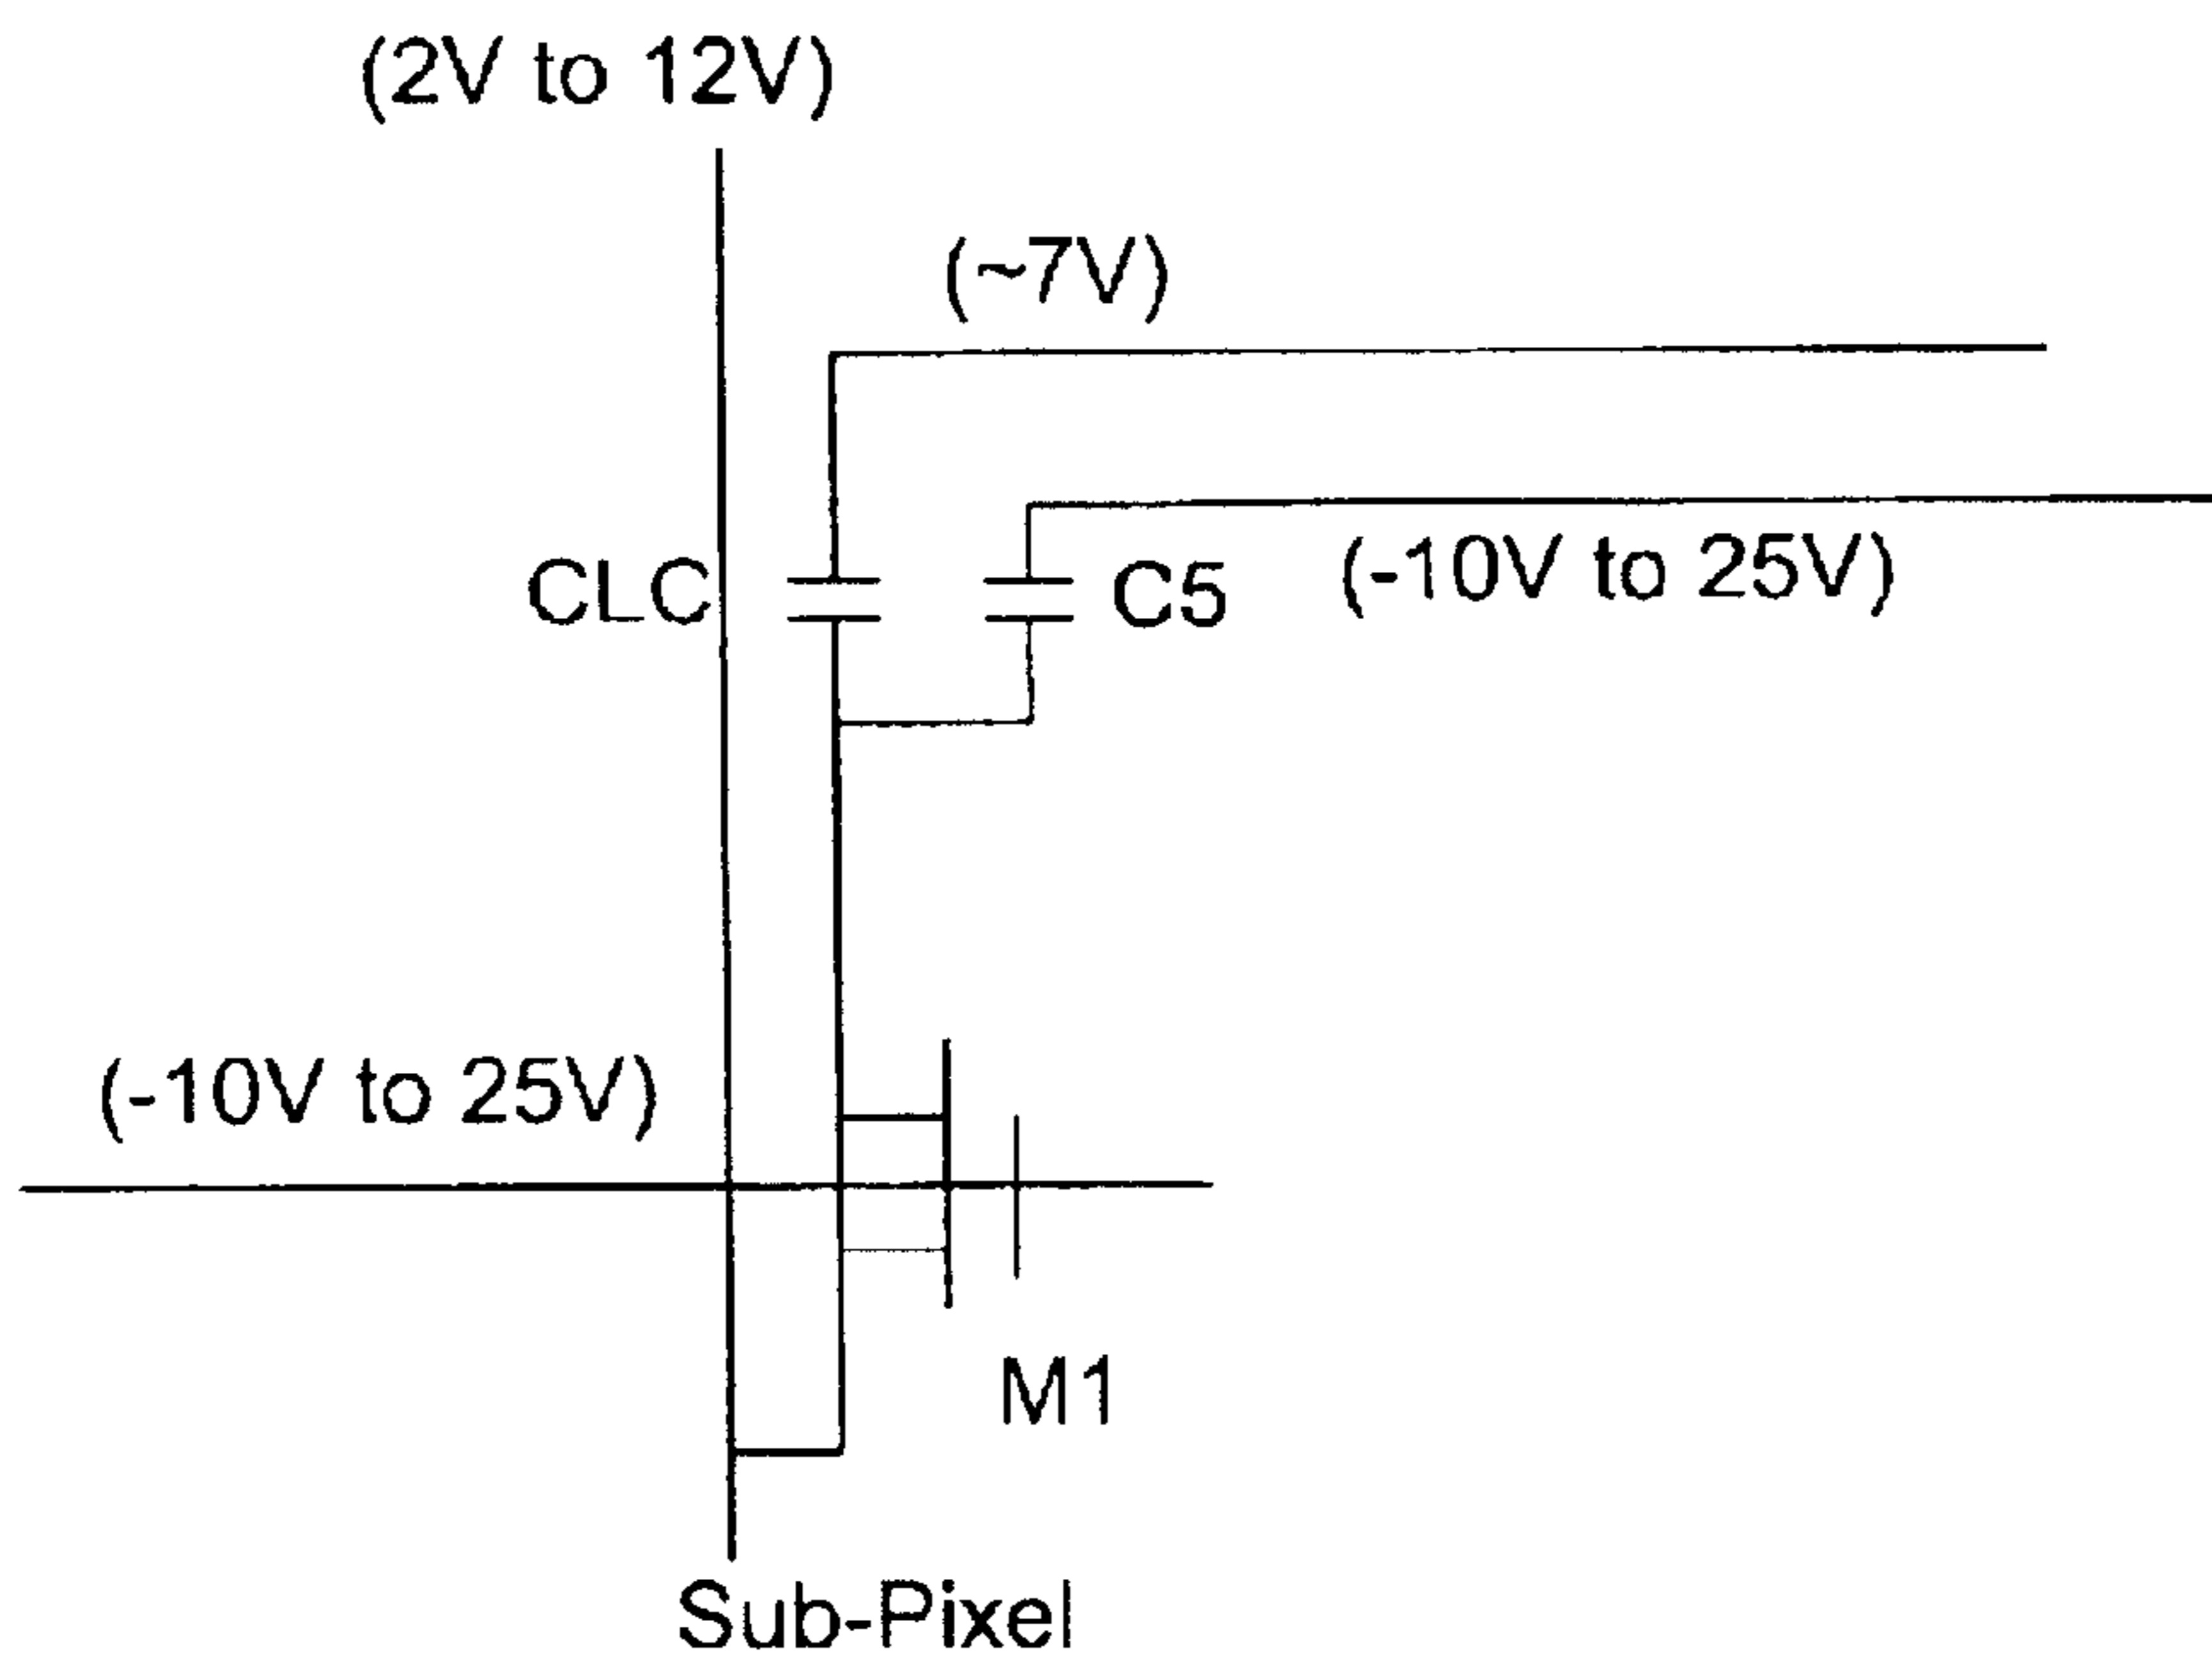 (2V to 12V)
(~7V)
CLC
C5
(-10V to 25V)
(-10V to 25V)
M1
Sub-Pixel